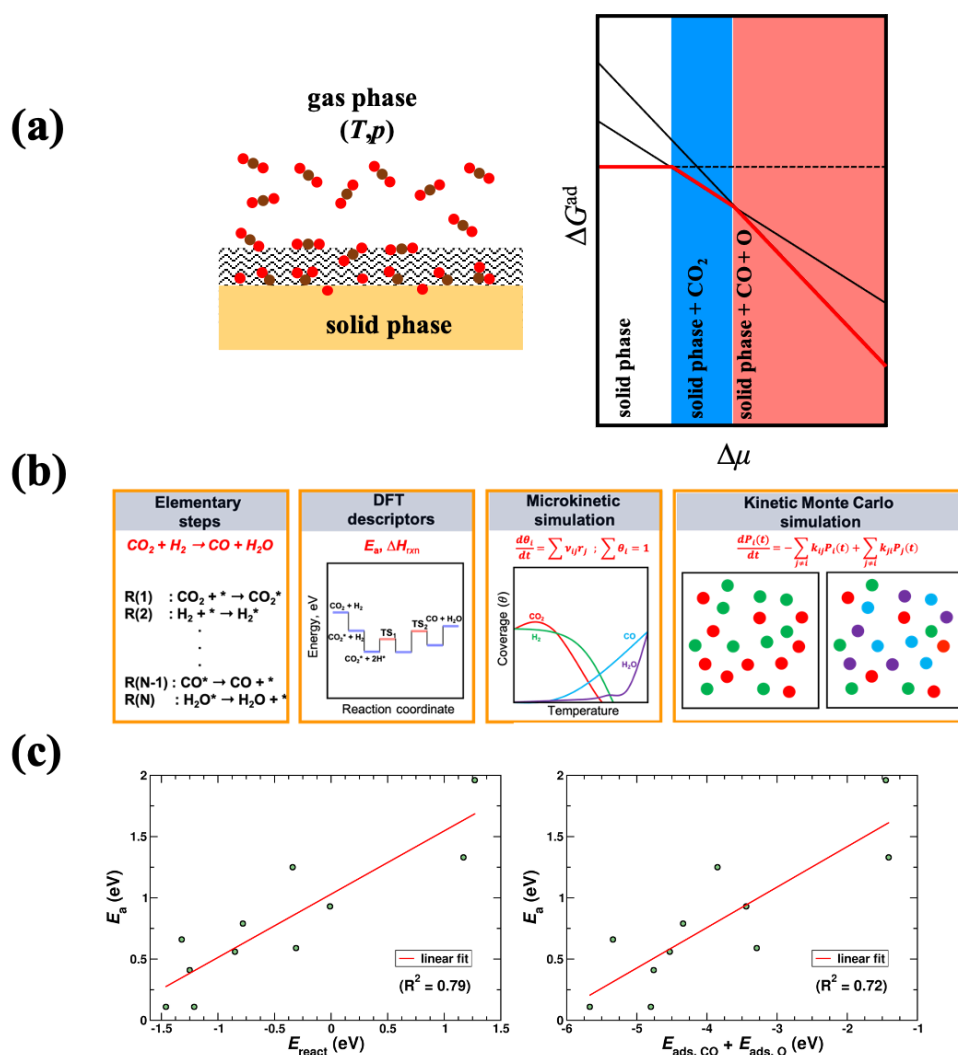 (a)
gas phase
(T,p)
solid phase
ΔG^ad
solid phase
solid phase + CO₂
solid phase + CO + O
Δμ
(b)
Elementary
steps
CO₂ + H₂ → CO + H₂O
R(1) : CO₂ + * → CO₂*
R(2) : H₂ + * → H₂*
.
.
.
.
R(N-1) : CO* → CO + *
R(N) : H₂O* → H₂O + *
DFT
descriptors
Eₐ, ΔH_rxn
Energy, eV
CO₂ + H₂
CO₂* + H₂
CO₂* + 2H*
TS₁
TS₂
CO + H₂O
Reaction coordinate
Microkinetic
simulation
dθᵢ/dt = ∑ νᵢⱼrⱼ ; ∑ θᵢ = 1
Coverage (θ)
CO₂
H₂
CO
H₂O
Temperature
Kinetic Monte Carlo
simulation
dPᵢ(t)/dt = −∑_{j≠i} kᵢⱼPᵢ(t) + ∑_{j≠i} kⱼᵢPⱼ(t)
(c)
Eₐ (eV)
2
1.5
1
0.5
0
-1.5 -1 -0.5 0 0.5 1 1.5
E_react (eV)
linear fit
(R² = 0.79)
Eₐ (eV)
2
1.5
1
0.5
0
-6 -5 -4 -3 -2 -1
E_ads, CO + E_ads, O (eV)
linear fit
(R² = 0.72)